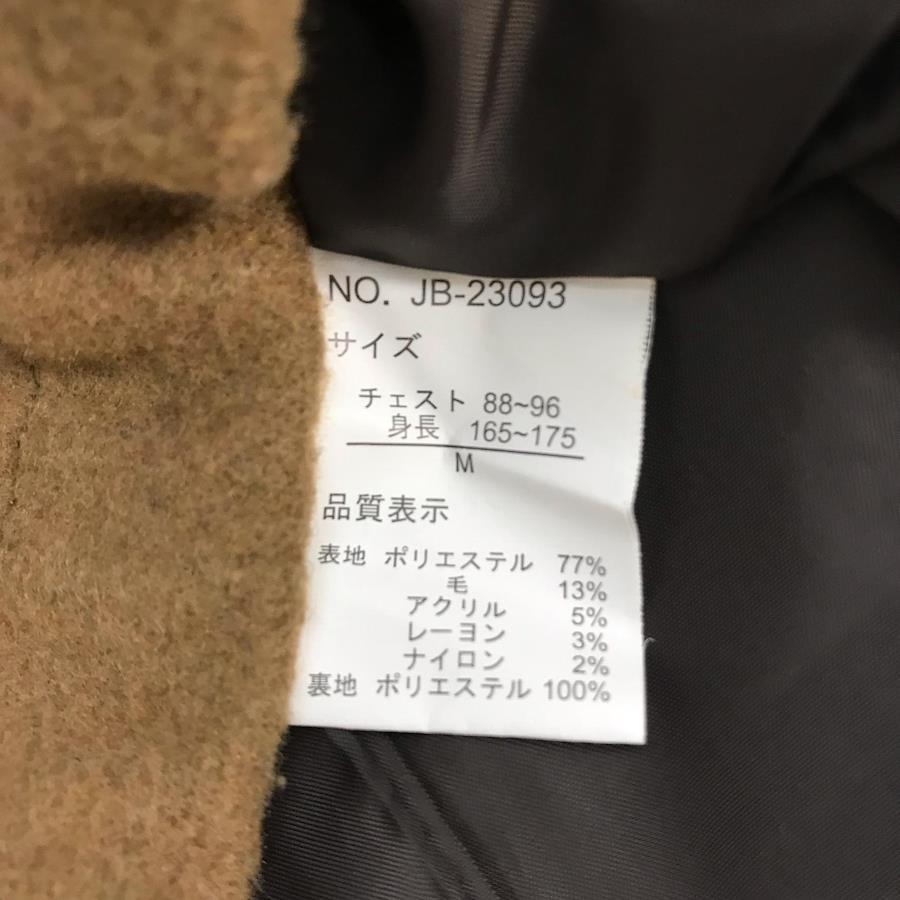 NO. JB-23093
サイズ
チェスト 88~96
身長 165~175
M
品質表示
表地 ポリエステル 77%
毛 13%
アクリル 5%
レーヨン 3%
ナイロン 2%
裏地 ポリエステル 100%